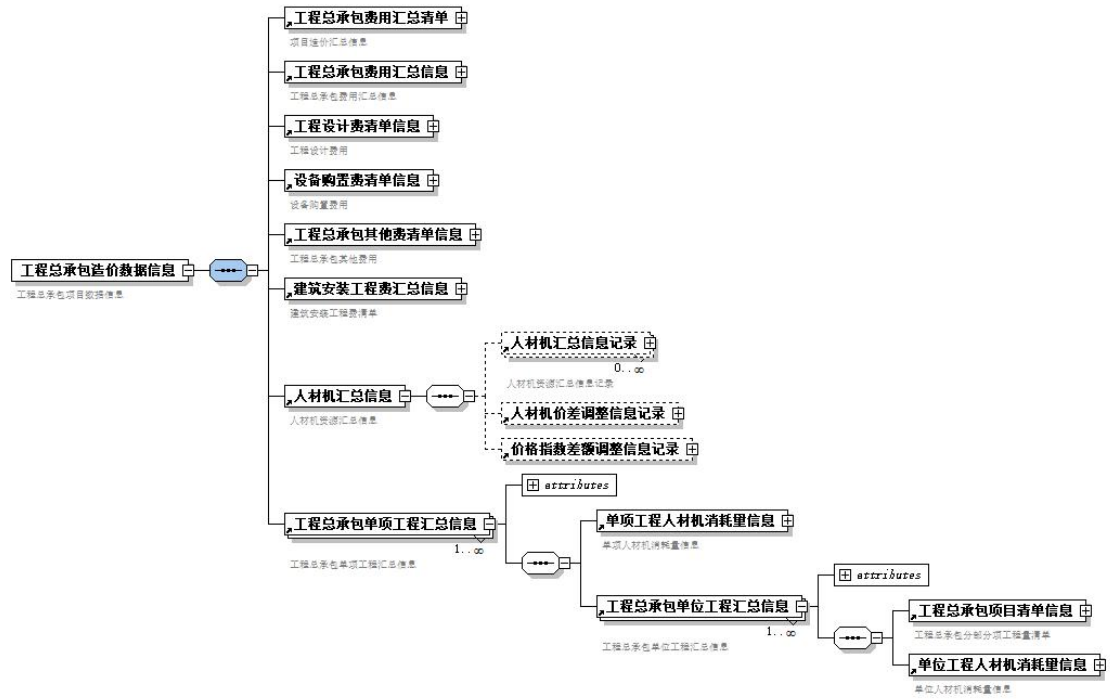 工程总承包费用汇总清单
项目造价汇总信息
工程总承包费用汇总信息
工程总承包费用汇总信息
工程设计费清单信息
工程设计费用
设备购置费清单信息
设备购置费用
工程总承包其他费清单信息
工程总承包其他费用
工程总承包造价数据信息
工程总承包项目数据信息
建筑安装工程费汇总信息
建筑安装工程费清单
人材机汇总信息记录
0..∞
人材机资源汇总信息记录
人材机汇总信息
人材机资源汇总信息
人材机价差调整信息记录
价格指数差额调整信息记录
attributes
工程总承包单项工程汇总信息
1..∞
工程总承包单项工程汇总信息
单项工程人材机消耗量信息
单项人材机消耗量信息
attributes
工程总承包单位工程汇总信息
1..∞
工程总承包单位工程汇总信息
工程总承包项目清单信息
工程总承包分部分项工程量清单
单位工程人材机消耗量信息
单位人材机消耗量信息